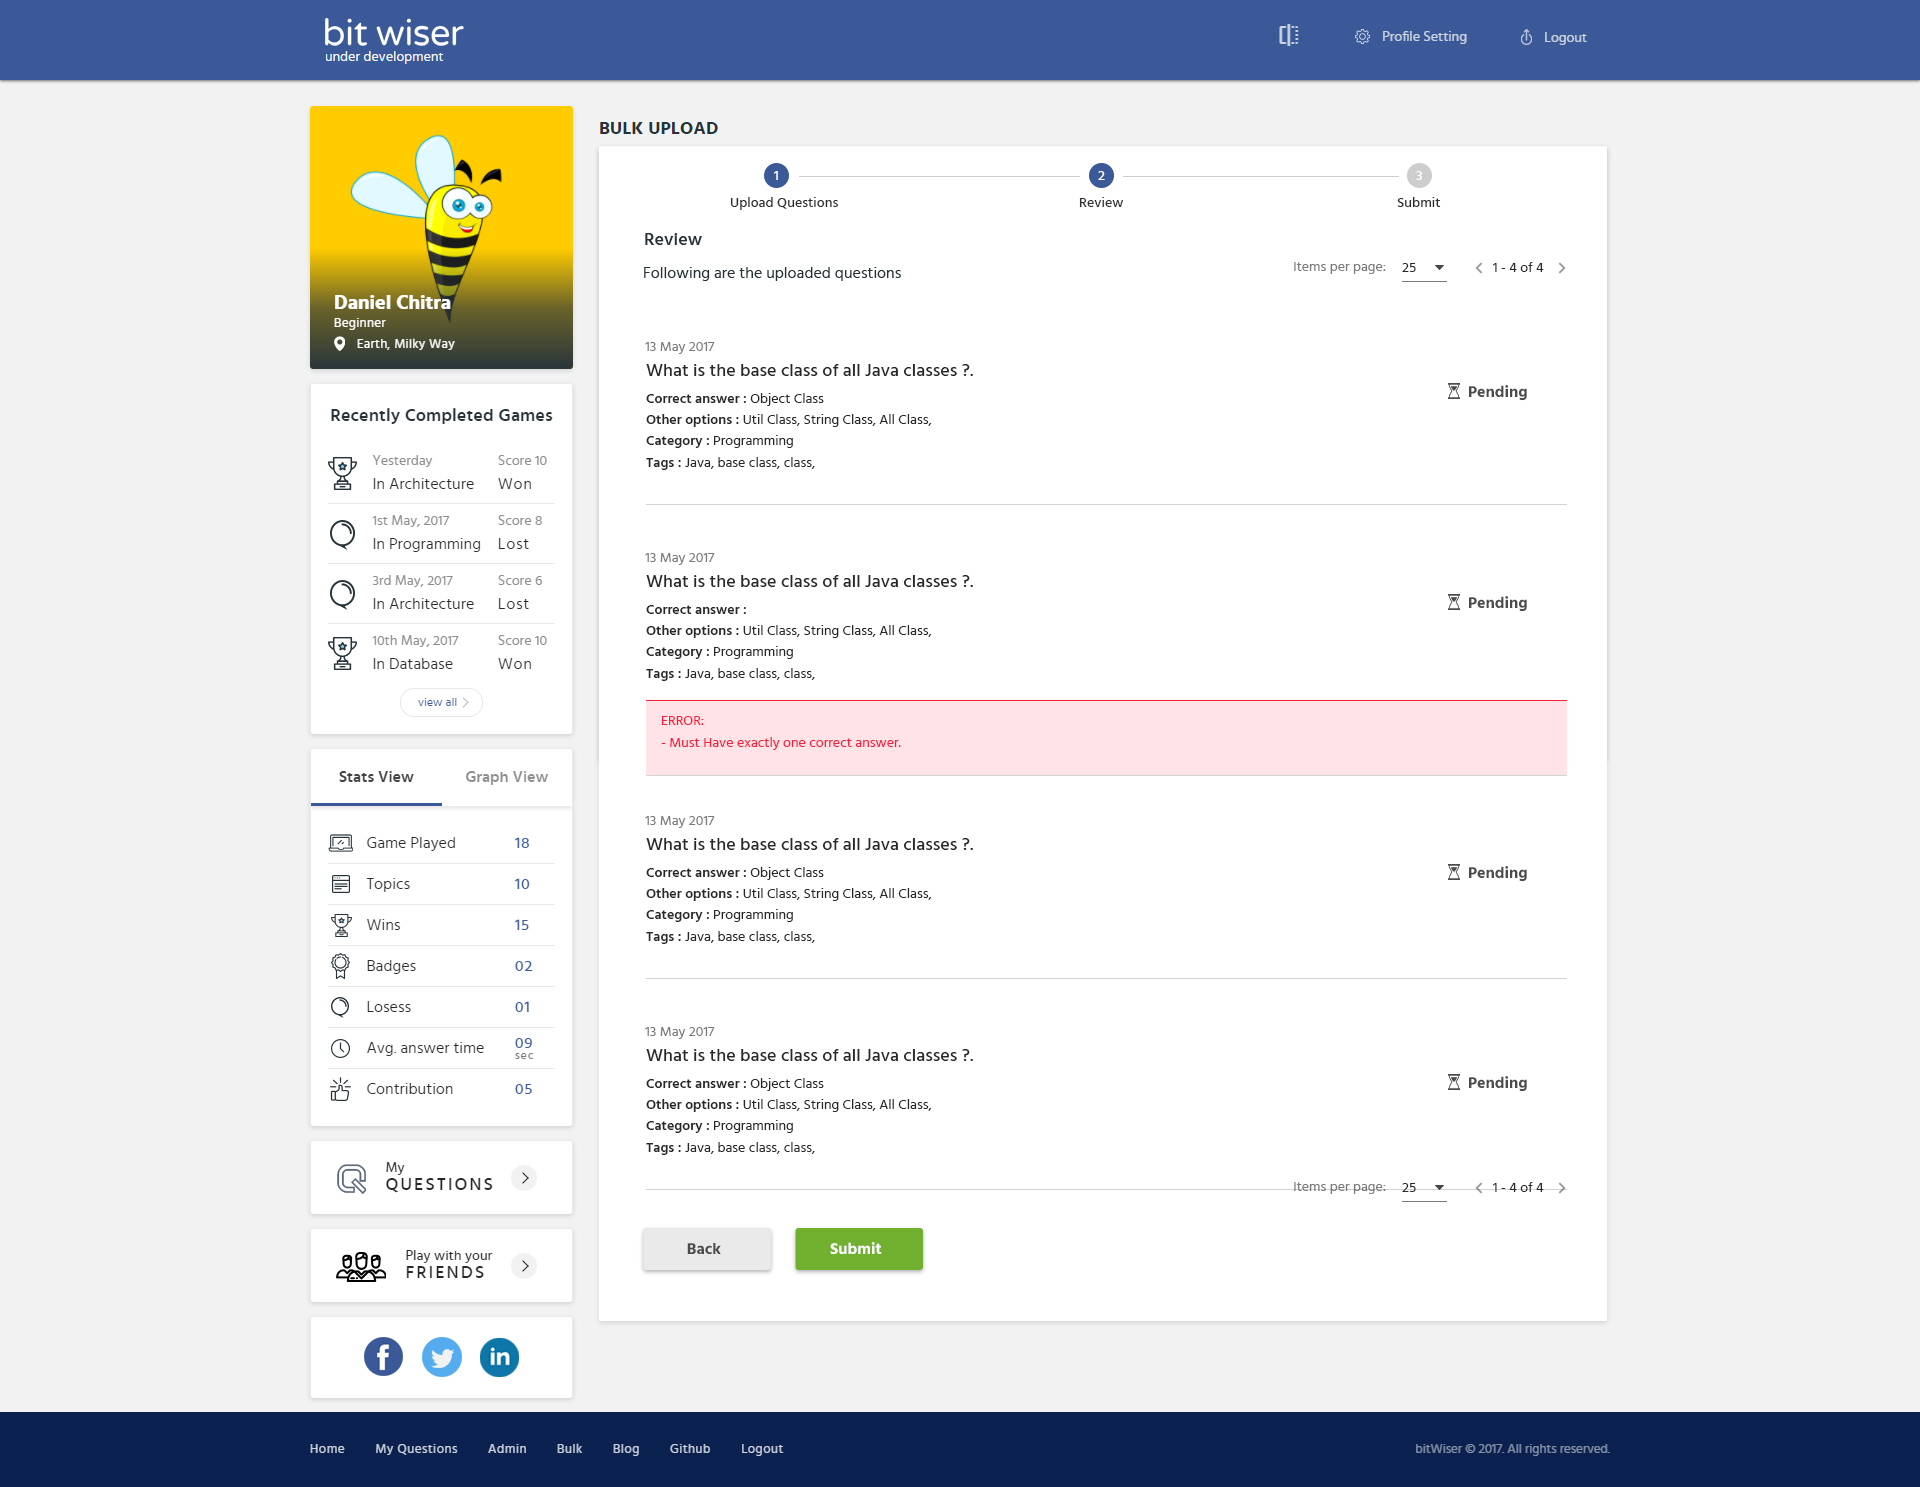 bit wiser
under development
Profile Setting
Logout
Daniel Chitra
Beginner
Earth, Milky Way
Recently Completed Games
Yesterday Score 10
In Architecture Won
1st May, 2017 Score 8
In Programming Lost
3rd May, 2017 Score 6
In Architecture Lost
10th May, 2017 Score 10
In Database Won
view all
Stats View Graph View
Game Played 18
Topics 10
Wins 15
Badges 02
Losess 01
Avg. answer time 09 sec
Contribution 05
My
QUESTIONS
Play with your
FRIENDS
f
in
BULK UPLOAD
1 2 3
Upload Questions Review Submit
Review
Following are the uploaded questions
Items per page: 25 1 - 4 of 4
13 May 2017
What is the base class of all Java classes ?.
Correct answer : Object Class
Other options : Util Class, String Class, All Class,
Category : Programming
Tags : Java, base class, class,
Pending
13 May 2017
What is the base class of all Java classes ?.
Correct answer :
Other options : Util Class, String Class, All Class,
Category : Programming
Tags : Java, base class, class,
Pending
ERROR:
- Must Have exactly one correct answer.
13 May 2017
What is the base class of all Java classes ?.
Correct answer : Object Class
Other options : Util Class, String Class, All Class,
Category : Programming
Tags : Java, base class, class,
Pending
13 May 2017
What is the base class of all Java classes ?.
Correct answer : Object Class
Other options : Util Class, String Class, All Class,
Category : Programming
Tags : Java, base class, class,
Pending
Items per page: 25 1 - 4 of 4
Back Submit
Home My Questions Admin Bulk Blog Github Logout
bitWiser © 2017. All rights reserved.